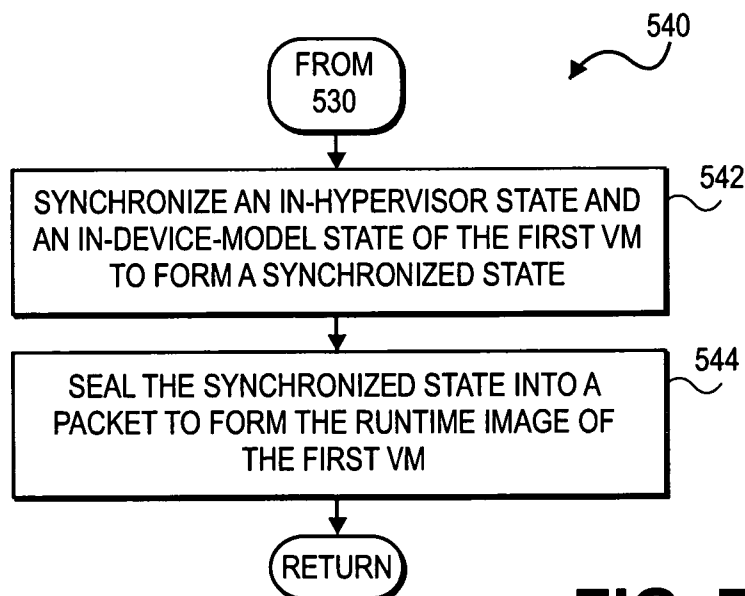 540
FROM
530
542
SYNCHRONIZE AN IN-HYPERVISOR STATE AND
AN IN-DEVICE-MODEL STATE OF THE FIRST VM
TO FORM A SYNCHRONIZED STATE
544
SEAL THE SYNCHRONIZED STATE INTO A
PACKET TO FORM THE RUNTIME IMAGE OF
THE FIRST VM
RETURN